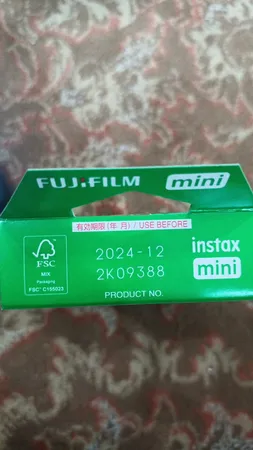 FUJIFILM mini
有効期限(年 月) / USE BEFORE
2024-12
2K09388
PRODUCT NO.
instax
mini
FSC
MIX
Packaging
FSC® C155023